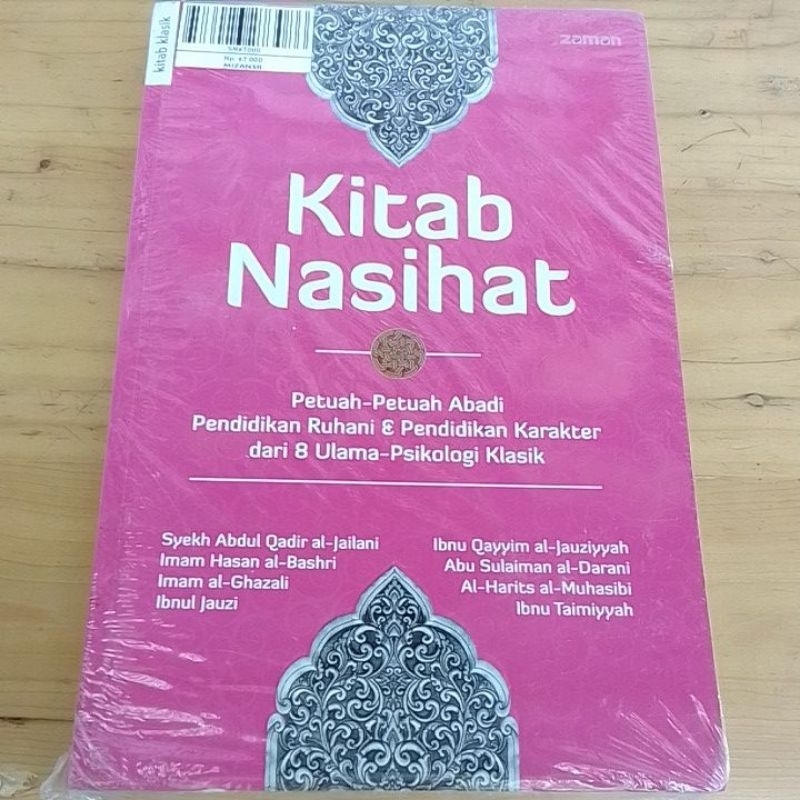 kitab klasik
MIZANSR
zaman
Kitab
Nasihat
Petuah-Petuah Abadi
Pendidikan Ruhani & Pendidikan Karakter
dari 8 Ulama-Psikologi Klasik
Syekh Abdul Qadir al-Jailani
Imam Hasan al-Bashri
Imam al-Ghazali
Ibnul Jauzi
Ibnu Qayyim al-Jauziyyah
Abu Sulaiman al-Darani
Al-Harits al-Muhasibi
Ibnu Taimiyyah